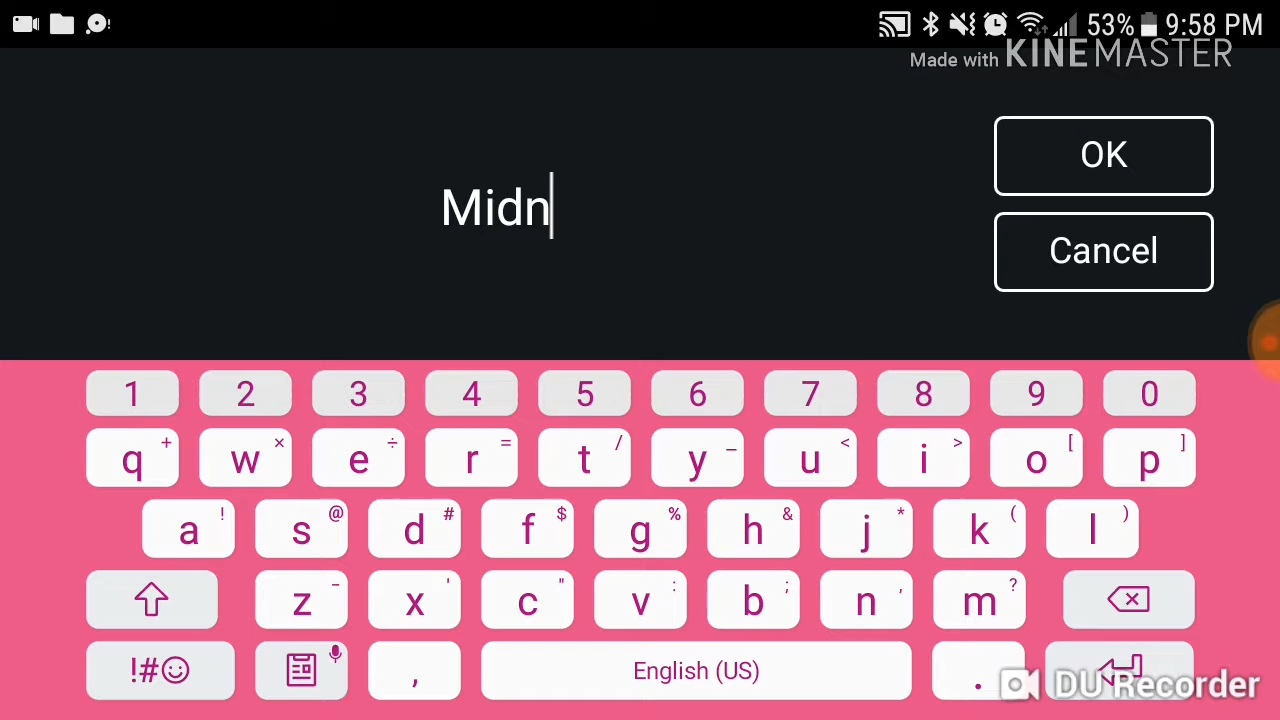 53% 9:58 PM
Made with KINEMASTER
OK
Midn
Cancel
1 2 3 4 5 6 7 8 9 0
q + w × e ÷ r = t / y _ u < i > o [ p ]
a ! s @ d # f $ g % h & j * k ( l )
z - x ' c " v : b ; n , m ?
!#☺ , English (US) .
DU Recorder